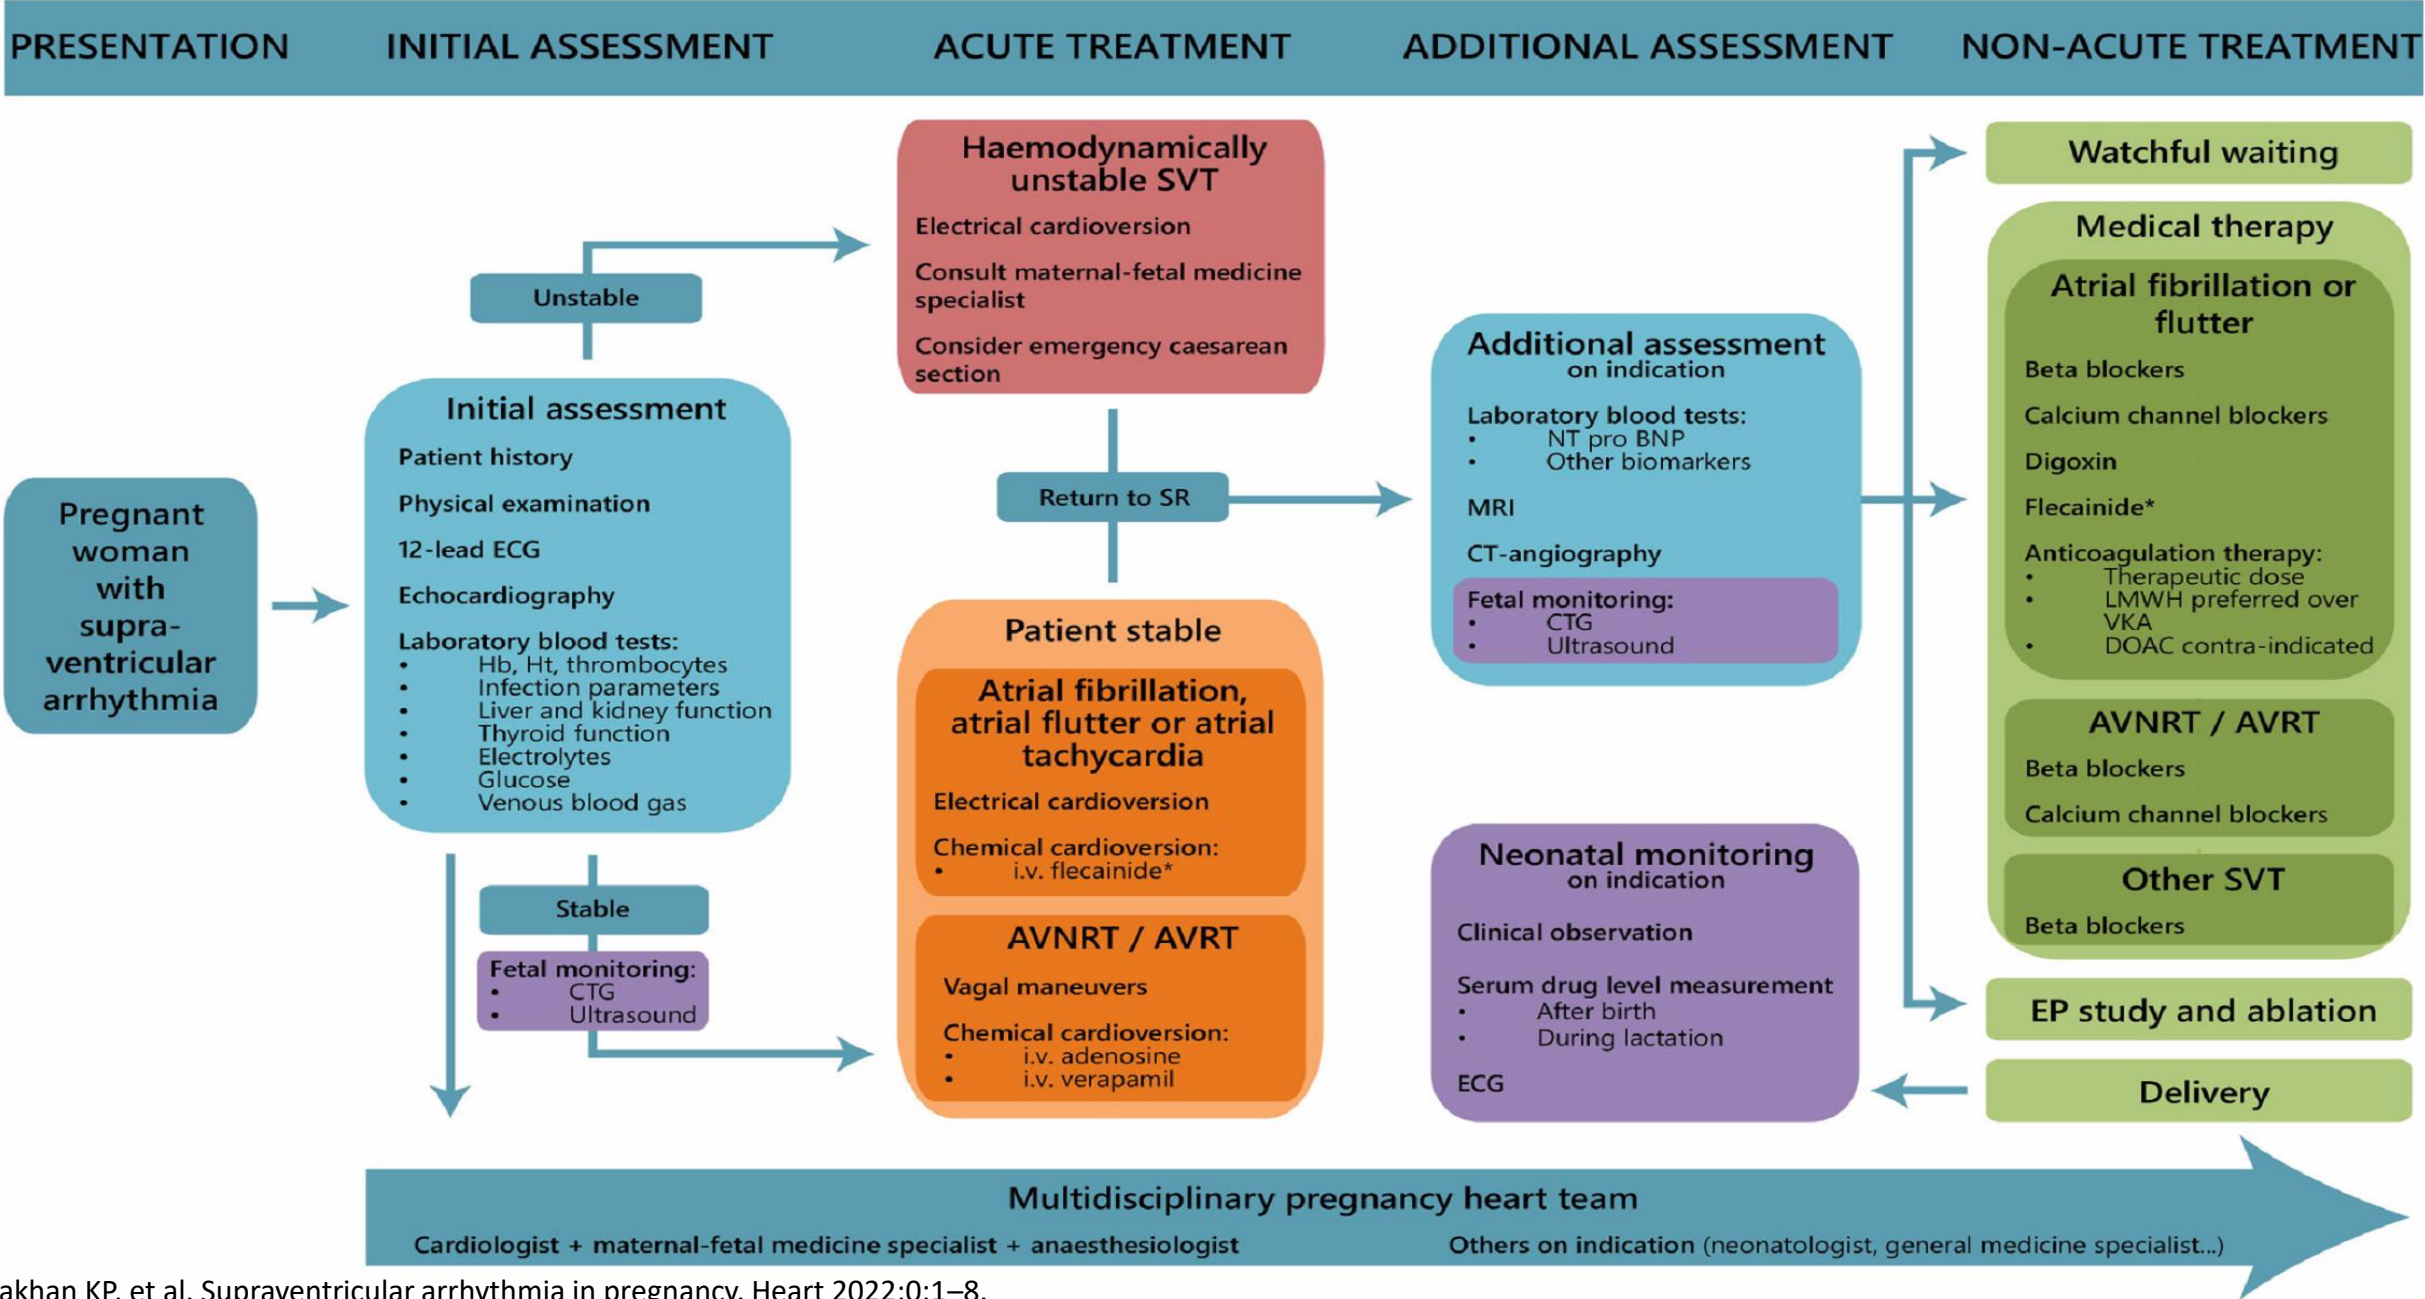 PRESENTATION
INITIAL ASSESSMENT
ACUTE TREATMENT
ADDITIONAL ASSESSMENT
NON-ACUTE TREATMENT
Pregnant
woman
with
supra-
ventricular
arrhythmia
Unstable
Initial assessment
Patient history
Physical examination
12-lead ECG
Echocardiography
Laboratory blood tests:
• Hb, Ht, thrombocytes
• Infection parameters
• Liver and kidney function
• Thyroid function
• Electrolytes
• Glucose
• Venous blood gas
Stable
Fetal monitoring:
• CTG
• Ultrasound
Haemodynamically
unstable SVT
Electrical cardioversion
Consult maternal-fetal medicine
specialist
Consider emergency caesarean
section
Return to SR
Patient stable
Atrial fibrillation,
atrial flutter or atrial
tachycardia
Electrical cardioversion
Chemical cardioversion:
• i.v. flecainide*
AVNRT / AVRT
Vagal maneuvers
Chemical cardioversion:
• i.v. adenosine
• i.v. verapamil
Additional assessment
on indication
Laboratory blood tests:
• NT pro BNP
• Other biomarkers
MRI
CT-angiography
Fetal monitoring:
• CTG
• Ultrasound
Neonatal monitoring
on indication
Clinical observation
Serum drug level measurement
• After birth
• During lactation
ECG
Watchful waiting
Medical therapy
Atrial fibrillation or
flutter
Beta blockers
Calcium channel blockers
Digoxin
Flecainide*
Anticoagulation therapy:
• Therapeutic dose
• LMWH preferred over
VKA
• DOAC contra-indicated
AVNRT / AVRT
Beta blockers
Calcium channel blockers
Other SVT
Beta blockers
EP study and ablation
Delivery
Multidisciplinary pregnancy heart team
Cardiologist + maternal-fetal medicine specialist + anaesthesiologist
Others on indication (neonatologist, general medicine specialist...)
KP, et al. Supraventricular arrhythmia in pregnancy. Heart 2022;0:1–8.